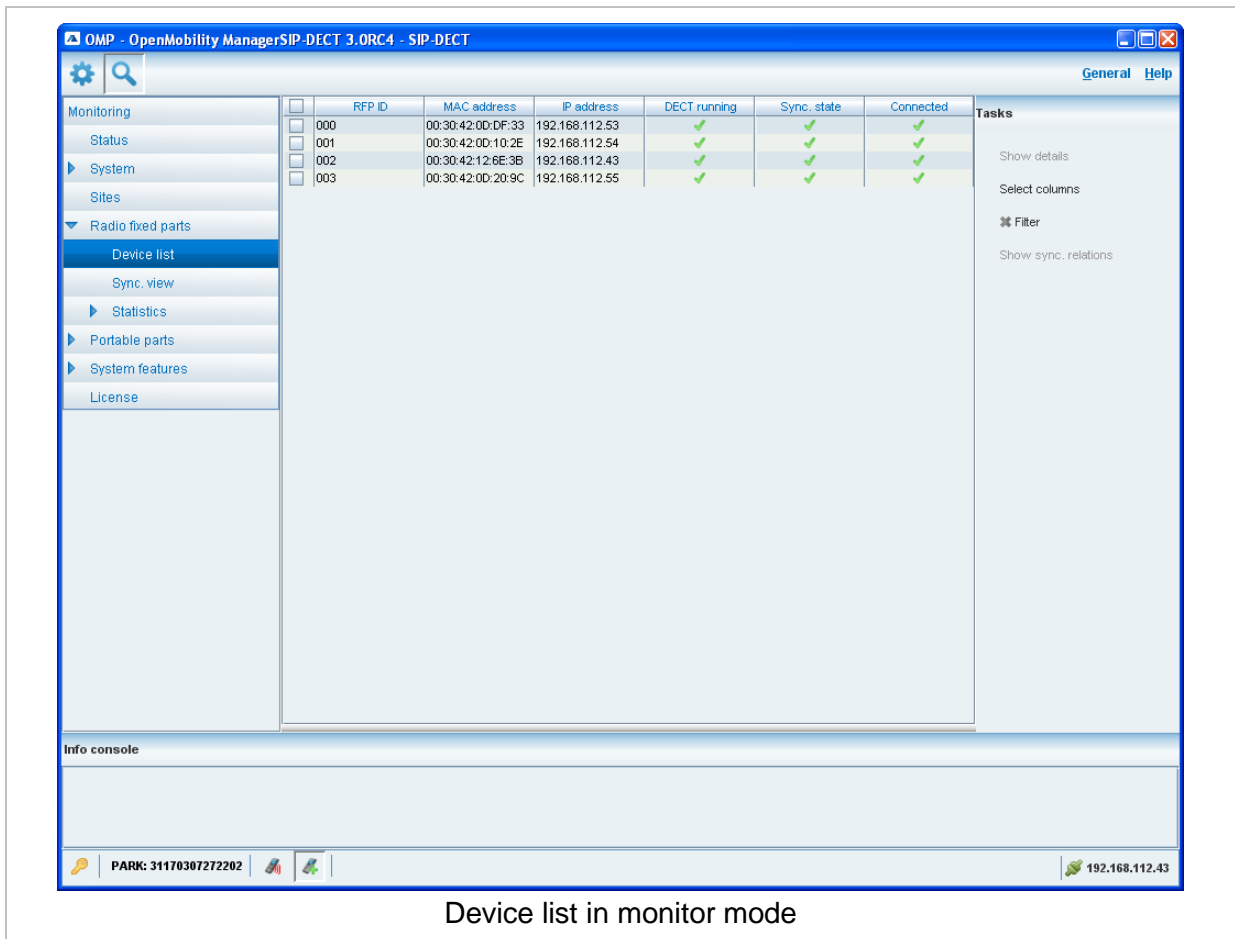 OMP - OpenMobility ManagerSIP-DECT 3.0RC4 - SIP-DECT
General Help
Monitoring
Status
System
Sites
Radio fixed parts
Device list
Sync. view
Statistics
Portable parts
System features
License
RFP ID MAC address IP address DECT running Sync. state Connected
000 00:30:42:0D:DF:33 192.168.112.53
001 00:30:42:0D:10:2E 192.168.112.54
002 00:30:42:12:6E:3B 192.168.112.43
003 00:30:42:0D:20:9C 192.168.112.55
Tasks
Show details
Select columns
Filter
Show sync. relations
Info console
PARK: 31170307272202
192.168.112.43
Device list in monitor mode